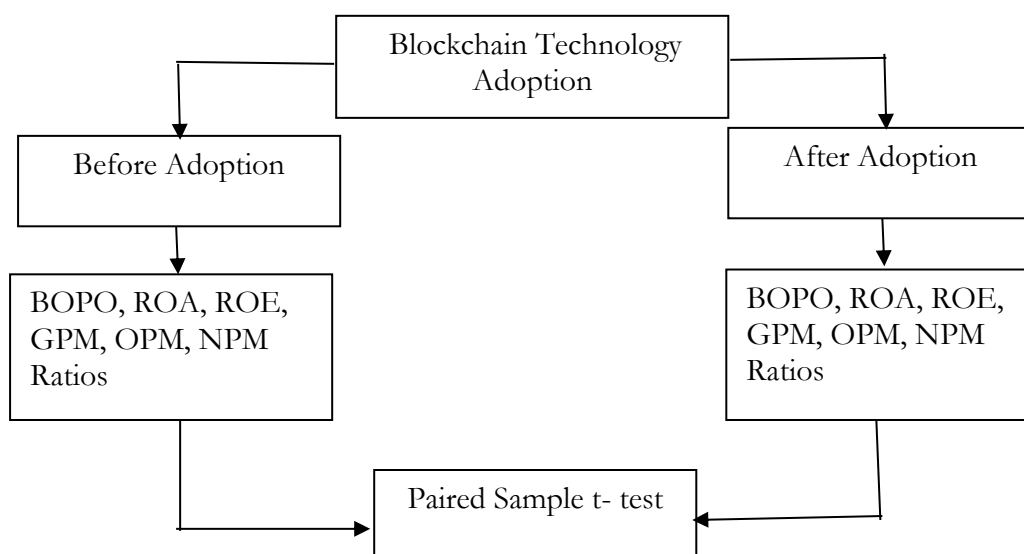 Blockchain Technology
Adoption
Before Adoption
After Adoption
BOPO, ROA, ROE,
GPM, OPM, NPM
Ratios
BOPO, ROA, ROE,
GPM, OPM, NPM
Ratios
Paired Sample t- test